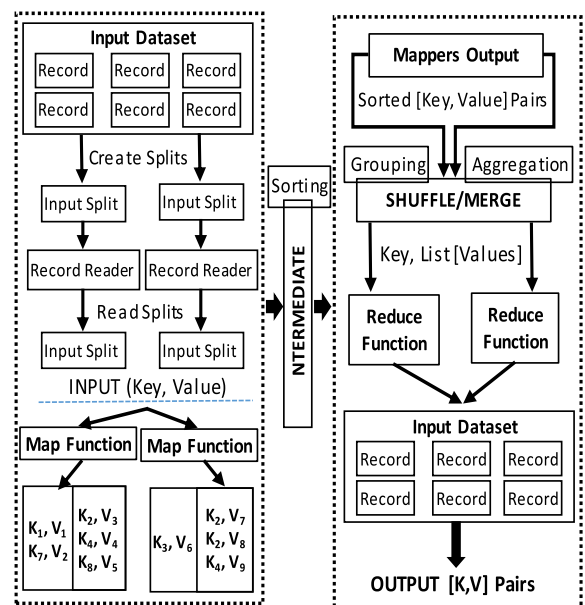 Input Dataset
Record Record Record
Record Record Record
Create Splits
Input Split Input Split
Record Reader Record Reader
Read Splits
Input Split Input Split
INPUT (Key, Value)
Map Function Map Function
K1, V1
K7, V2
K2, V3
K4, V4
K8, V5
K3, V6
K2, V7
K2, V8
K4, V9
Sorting
NTERMEDIATE
Mappers Output
Sorted [Key, Value] Pairs
Grouping Aggregation
SHUFFLE/MERGE
Key, List [Values]
Reduce Function
Reduce Function
Input Dataset
Record Record Record
Record Record Record
OUTPUT [K,V] Pairs